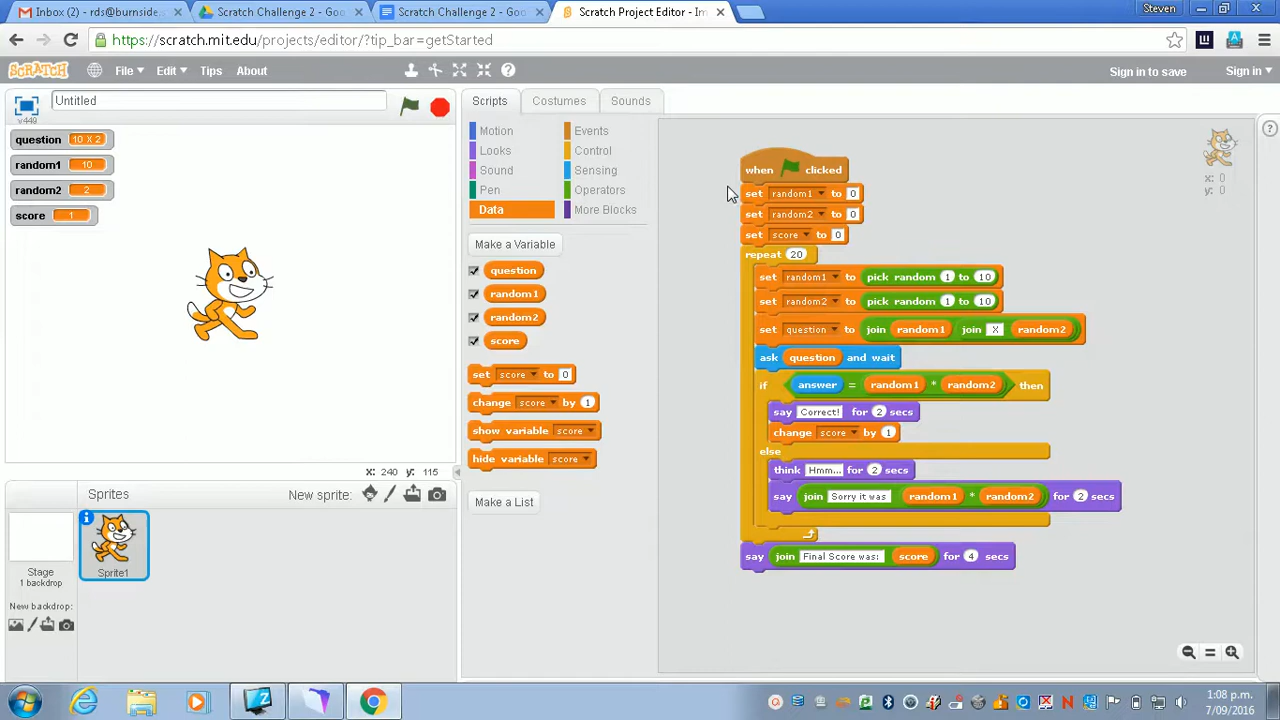 Inbox (1) - rds@burnside. Scratch Challenge 2 - Goo Scratch Challenge 2 - Goo Scratch Project Editor - Im Steven
https://scratch.mit.edu/projects/editor/?tip_bar=getStarted
SCRATCH File Edit Tips About Sign in to save Sign in
Untitled
v449
Scripts Costumes Sounds
question 10 X 2
random1 10
random2 2
score 1
Motion Events
Looks Control
Sound Sensing
Pen Operators
Data More Blocks
Make a Variable
question
random1
random2
score
set score to 0
change score by 1
show variable score
hide variable score
Make a List
when clicked
set random1 to 0
set random2 to 0
set score to 0
repeat 20
set random1 to pick random 1 to 10
set random2 to pick random 1 to 10
set question to join random1 join X random2
ask question and wait
if answer = random1 * random2 then
say Correct! for 2 secs
change score by 1
else
think Hmm... for 2 secs
say join Sorry it was random1 * random2 for 2 secs
say join Final Score was: score for 4 secs
x: 0
y: 0
x: 240 y: 115
Sprites New sprite:
Stage
1 backdrop
New backdrop:
Sprite1
1:08 p.m.
7/09/2016